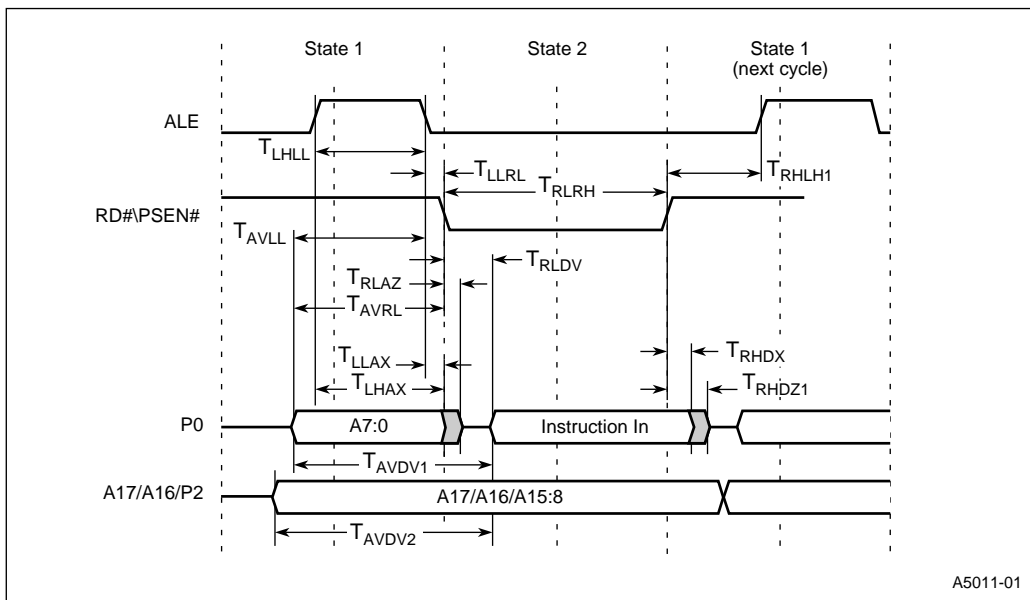 State 1
State 2
State 1
(next cycle)
ALE
TLHLL
TLLRL
TRLRH
TRHLH1
RD#\PSEN#
TAVLL
TRLDV
TRLAZ
TAVRL
TLLAX
TRHDX
TLHAX
TRHDZ1
P0
A7:0
Instruction In
TAVDV1
A17/A16/P2
A17/A16/A15:8
TAVDV2
A5011-01